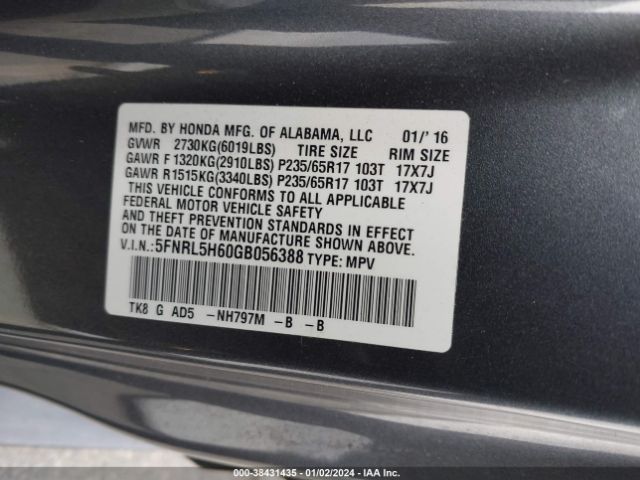 MFD. BY HONDA MFG. OF ALABAMA, LLC 01/'16
GVWR 2730KG(6019LBS) TIRE SIZE RIM SIZE
GAWR F 1320KG(2910LBS) P235/65R17 103T 17X7J
GAWR R1515KG(3340LBS) P235/65R17 103T 17X7J
THIS VEHICLE CONFORMS TO ALL APPLICABLE
FEDERAL MOTOR VEHICLE SAFETY
AND THEFT PREVENTION STANDARDS IN EFFECT
ON THE DATE OF MANUFACTURE SHOWN ABOVE.
V.I.N.:5FNRL5H60GB056388 TYPE: MPV
TK8 G AD5 -NH797M -B -B
000-38431435 - 01/02/2024 - IAA Inc.